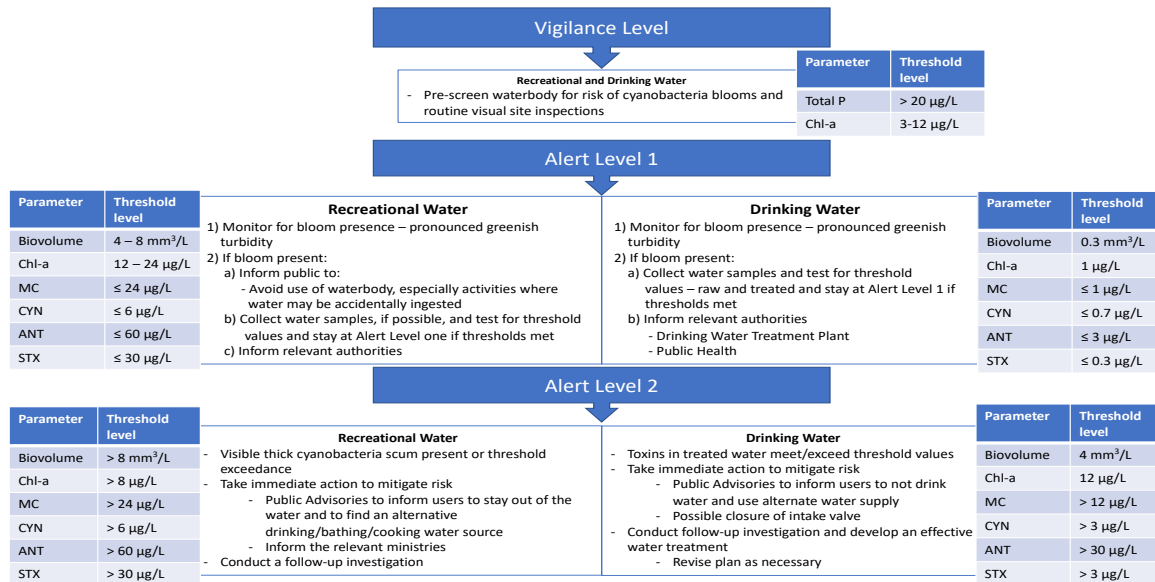 Vigilance Level
Recreational and Drinking Water
- Pre-screen waterbody for risk of cyanobacteria blooms and
routine visual site inspections
Parameter Threshold
level
Total P > 20 µg/L
Chl-a 3-12 µg/L
Alert Level 1
Parameter Threshold
level
Biovolume 4 – 8 mm³/L
Chl-a 12 – 24 µg/L
MC ≤ 24 µg/L
CYN ≤ 6 µg/L
ANT ≤ 60 µg/L
STX ≤ 30 µg/L
Recreational Water
1) Monitor for bloom presence – pronounced greenish
turbidity
2) If bloom present:
a) Inform public to:
- Avoid use of waterbody, especially activities where
water may be accidentally ingested
b) Collect water samples, if possible, and test for threshold
values and stay at Alert Level one if thresholds met
c) Inform relevant authorities
Drinking Water
1) Monitor for bloom presence – pronounced greenish
turbidity
2) If bloom present:
a) Collect water samples and test for threshold
values – raw and treated and stay at Alert Level 1 if
thresholds met
b) Inform relevant authorities
- Drinking Water Treatment Plant
- Public Health
Parameter Threshold
level
Biovolume 0.3 mm³/L
Chl-a 1 µg/L
MC ≤ 1 µg/L
CYN ≤ 0.7 µg/L
ANT ≤ 3 µg/L
STX ≤ 0.3 µg/L
Alert Level 2
Parameter Threshold
level
Biovolume > 8 mm³/L
Chl-a > 8 µg/L
MC > 24 µg/L
CYN > 6 µg/L
ANT > 60 µg/L
STX > 30 µg/L
Recreational Water
- Visible thick cyanobacteria scum present or threshold
exceedance
- Take immediate action to mitigate risk
- Public Advisories to inform users to stay out of the
water and to find an alternative
drinking/bathing/cooking water source
- Inform the relevant ministries
- Conduct a follow-up investigation
Drinking Water
- Toxins in treated water meet/exceed threshold values
- Take immediate action to mitigate risk
- Public Advisories to inform users to not drink
water and use alternate water supply
- Possible closure of intake valve
- Conduct follow-up investigation and develop an effective
water treatment
- Revise plan as necessary
Parameter Threshold
level
Biovolume 4 mm³/L
Chl-a 12 µg/L
MC > 12 µg/L
CYN > 3 µg/L
ANT > 30 µg/L
STX > 3 µg/L